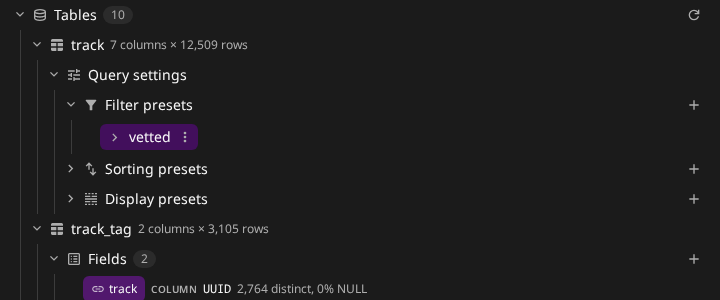 Tables 10
track 7 columns × 12,509 rows
Query settings
Filter presets
vetted
Sorting presets
Display presets
track_tag 2 columns × 3,105 rows
Fields 2
track COLUMN UUID 2,764 distinct, 0% NULL